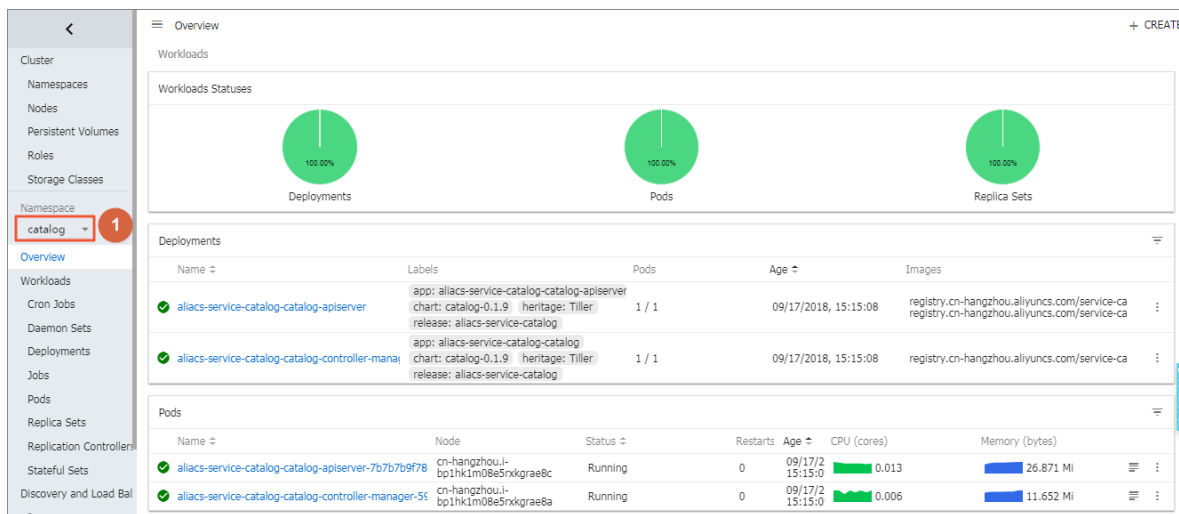 Overview
+ CREATE
Cluster
Namespaces
Nodes
Persistent Volumes
Roles
Storage Classes
Namespace
catalog
1
Overview
Workloads
Cron Jobs
Daemon Sets
Deployments
Jobs
Pods
Replica Sets
Replication Controllers
Stateful Sets
Discovery and Load Bal
Workloads
Workloads Statuses
100.00%
100.00%
100.00%
Deployments
Pods
Replica Sets
Deployments
Name Labels Pods Age Images
aliacs-service-catalog-catalog-apiserver
app: aliacs-service-catalog-catalog-apiserver
chart: catalog-0.1.9 heritage: Tiller
release: aliacs-service-catalog
1 / 1
09/17/2018, 15:15:08
registry.cn-hangzhou.aliyuncs.com/service-ca
registry.cn-hangzhou.aliyuncs.com/service-ca
aliacs-service-catalog-catalog-controller-manag
app: aliacs-service-catalog-catalog
chart: catalog-0.1.9 heritage: Tiller
release: aliacs-service-catalog
1 / 1
09/17/2018, 15:15:08
registry.cn-hangzhou.aliyuncs.com/service-ca
Pods
Name Node Status Restarts Age CPU (cores) Memory (bytes)
aliacs-service-catalog-catalog-apiserver-7b7b7b9f78
cn-hangzhou.i-
bp1hk1m08e5rxkgrae8c
Running
0
09/17/2
15:15:0
0.013
26.871 Mi
aliacs-service-catalog-catalog-controller-manager-59
cn-hangzhou.i-
bp1hk1m08e5rxkgrae8a
Running
0
09/17/2
15:15:0
0.006
11.652 Mi